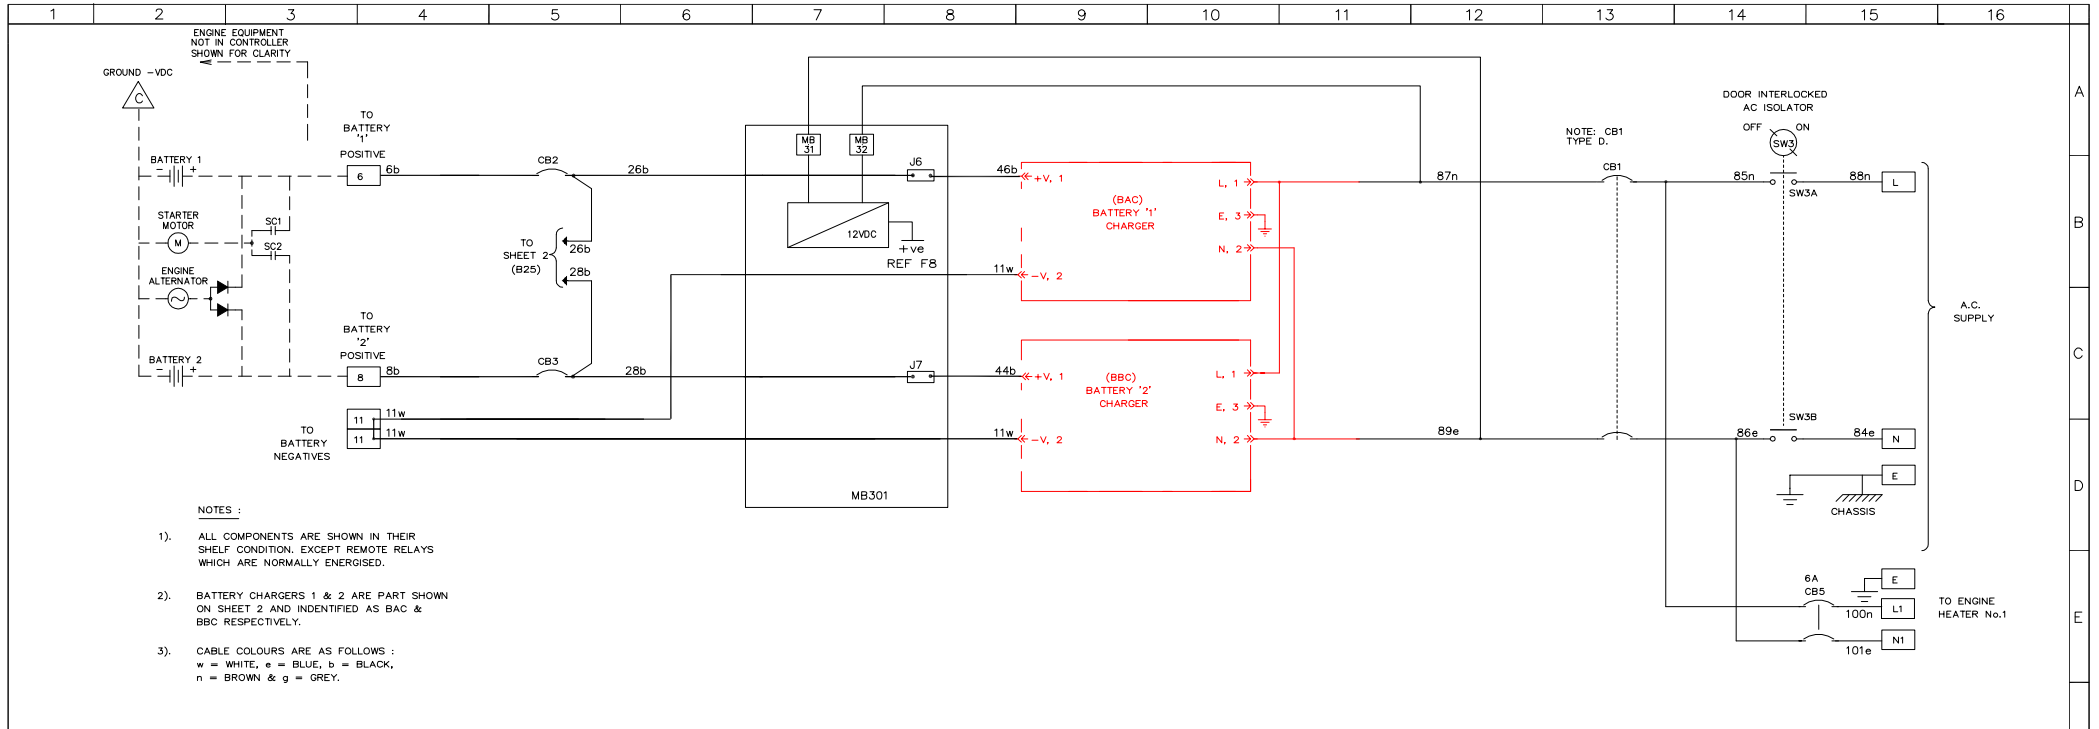 1 2 3 4 5 6 7 8 9 10 11 12 13 14 15 16
A
B
C
D
E
ENGINE EQUIPMENT
NOT IN CONTROLLER
SHOWN FOR CLARITY
GROUND -VDC
C
BATTERY 1
- +
STARTER
MOTOR
M
SC1
SC2
ENGINE
ALTERNATOR
BATTERY 2
- +
TO
BATTERY
'1'
POSITIVE
6
6b
TO
BATTERY
'2'
POSITIVE
8
8b
11
11w
11
11w
TO
BATTERY
NEGATIVES
CB2
26b
TO
SHEET 2
(B25)
26b
28b
CB3
28b
MB
31
MB
32
12VDC
+ve
REF F8
J6
J7
MB301
46b
11w
44b
11w
+V, 1
-V, 2
(BAC)
BATTERY '1'
CHARGER
L, 1
E, 3
N, 2
+V, 1
-V, 2
(BBC)
BATTERY '2'
CHARGER
L, 1
E, 3
N, 2
87n
89e
NOTE: CB1
TYPE D.
CB1
DOOR INTERLOCKED
AC ISOLATOR
OFF ON
SW3
85n
SW3A
88n
L
SW3B
86e
84e
N
E
CHASSIS
A.C.
SUPPLY
6A
CB5
E
100n
L1
101e
N1
TO ENGINE
HEATER No.1
NOTES :
1). ALL COMPONENTS ARE SHOWN IN THEIR
SHELF CONDITION. EXCEPT REMOTE RELAYS
WHICH ARE NORMALLY ENERGISED.
2). BATTERY CHARGERS 1 & 2 ARE PART SHOWN
ON SHEET 2 AND INDENTIFIED AS BAC &
BBC RESPECTIVELY.
3). CABLE COLOURS ARE AS FOLLOWS :
w = WHITE, e = BLUE, b = BLACK,
n = BROWN & g = GREY.